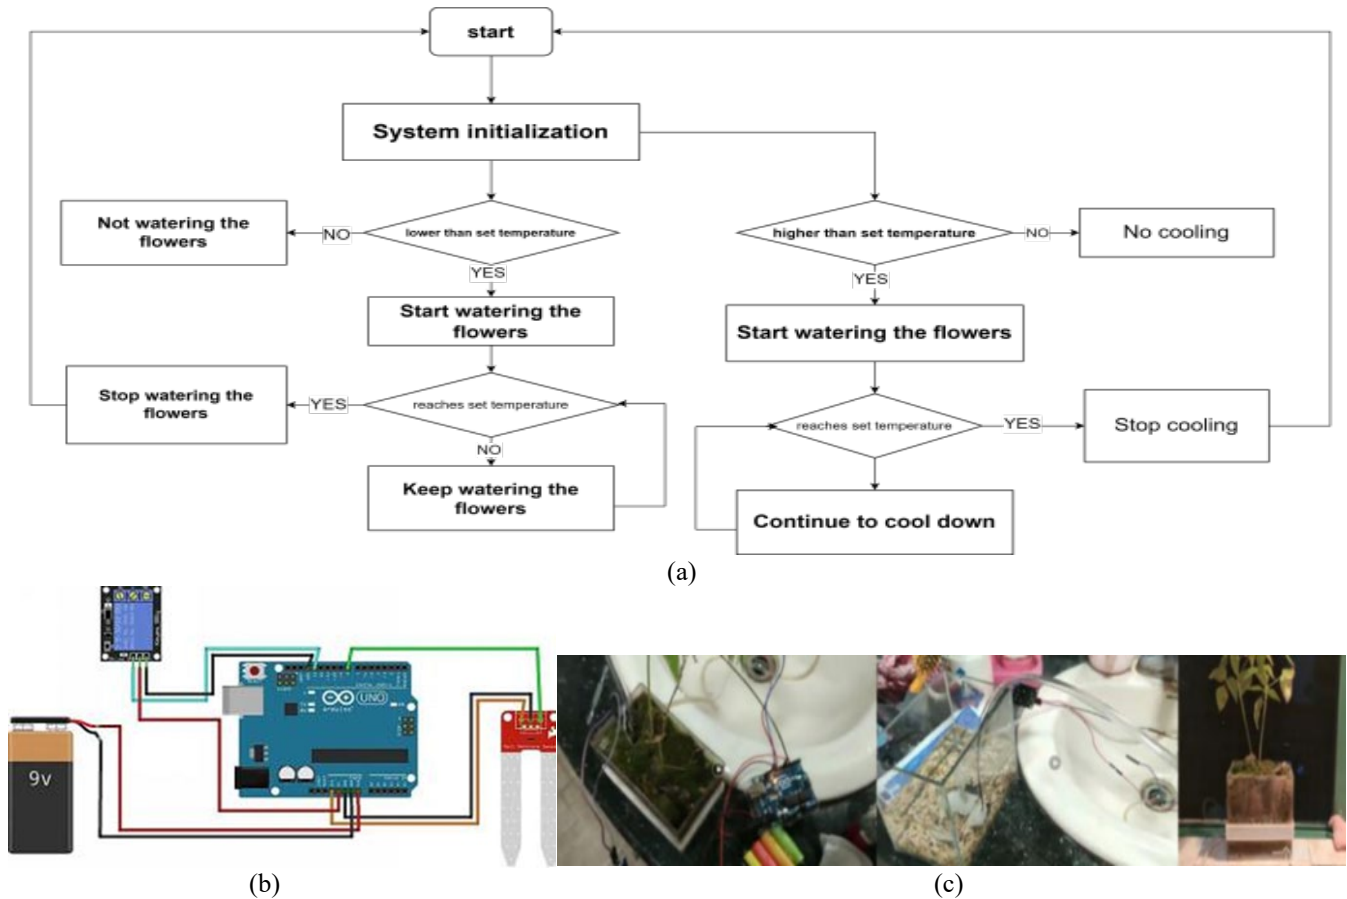 start
System initialization
Not watering the
flowers
NO
lower than set temperature
higher than set temperature
NO
No cooling
YES
YES
Start watering the
flowers
Start watering the flowers
Stop watering the
flowers
YES
reaches set temperature
reaches set temperature
YES
Stop cooling
NO
Keep watering the
flowers
Continue to cool down
(a)
UNO
9v
(b)
(c)